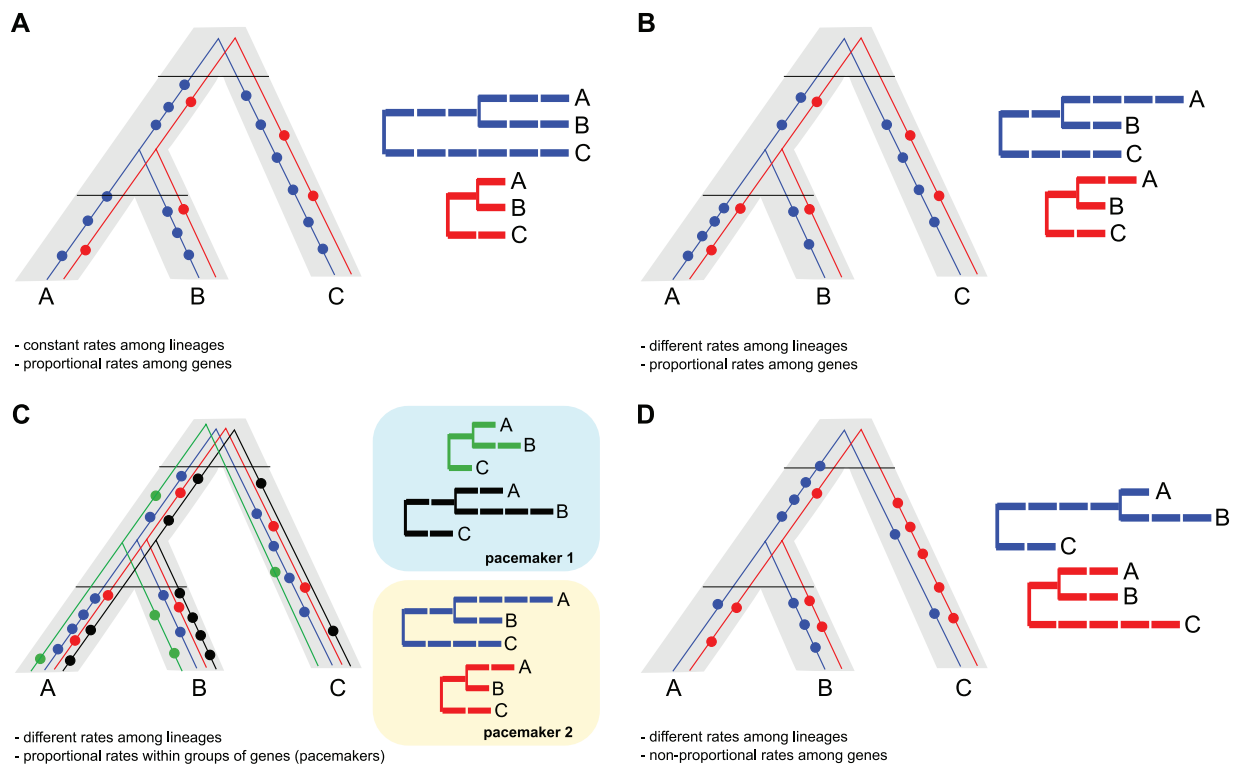 A
A
B
C
A
B
C
A B C
- constant rates among lineages
- proportional rates among genes
B
A
B
C
A
B
C
A B C
- different rates among lineages
- proportional rates among genes
C
A
B
C
A
B
C
pacemaker 1
A
B
C
A
B
C
pacemaker 2
A B C
- different rates among lineages
- proportional rates within groups of genes (pacemakers)
D
A
B
C
A
B
C
A B C
- different rates among lineages
- non-proportional rates among genes